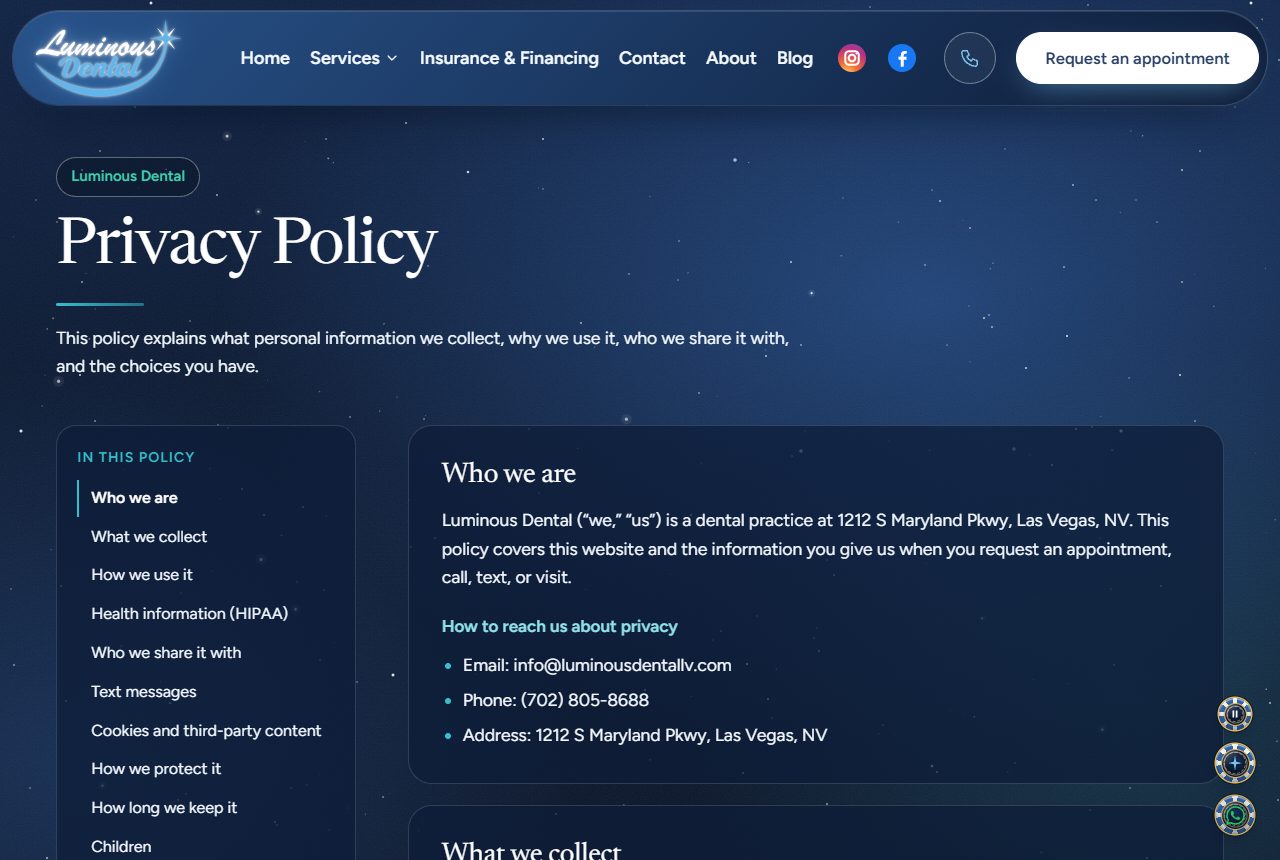 Luminous
Dental
Home
Services
Insurance & Financing
Contact
About
Blog
Request an appointment
Luminous Dental
Privacy Policy
This policy explains what personal information we collect, why we use it, who we share it with,
and the choices you have.
IN THIS POLICY
Who we are
What we collect
How we use it
Health information (HIPAA)
Who we share it with
Text messages
Cookies and third-party content
How we protect it
How long we keep it
Children
Who we are
Luminous Dental (“we,” “us”) is a dental practice at 1212 S Maryland Pkwy, Las Vegas, NV. This
policy covers this website and the information you give us when you request an appointment,
call, text, or visit.
How to reach us about privacy
Email: info@luminousdentallv.com
Phone: (702) 805-8688
Address: 1212 S Maryland Pkwy, Las Vegas, NV
What we collect